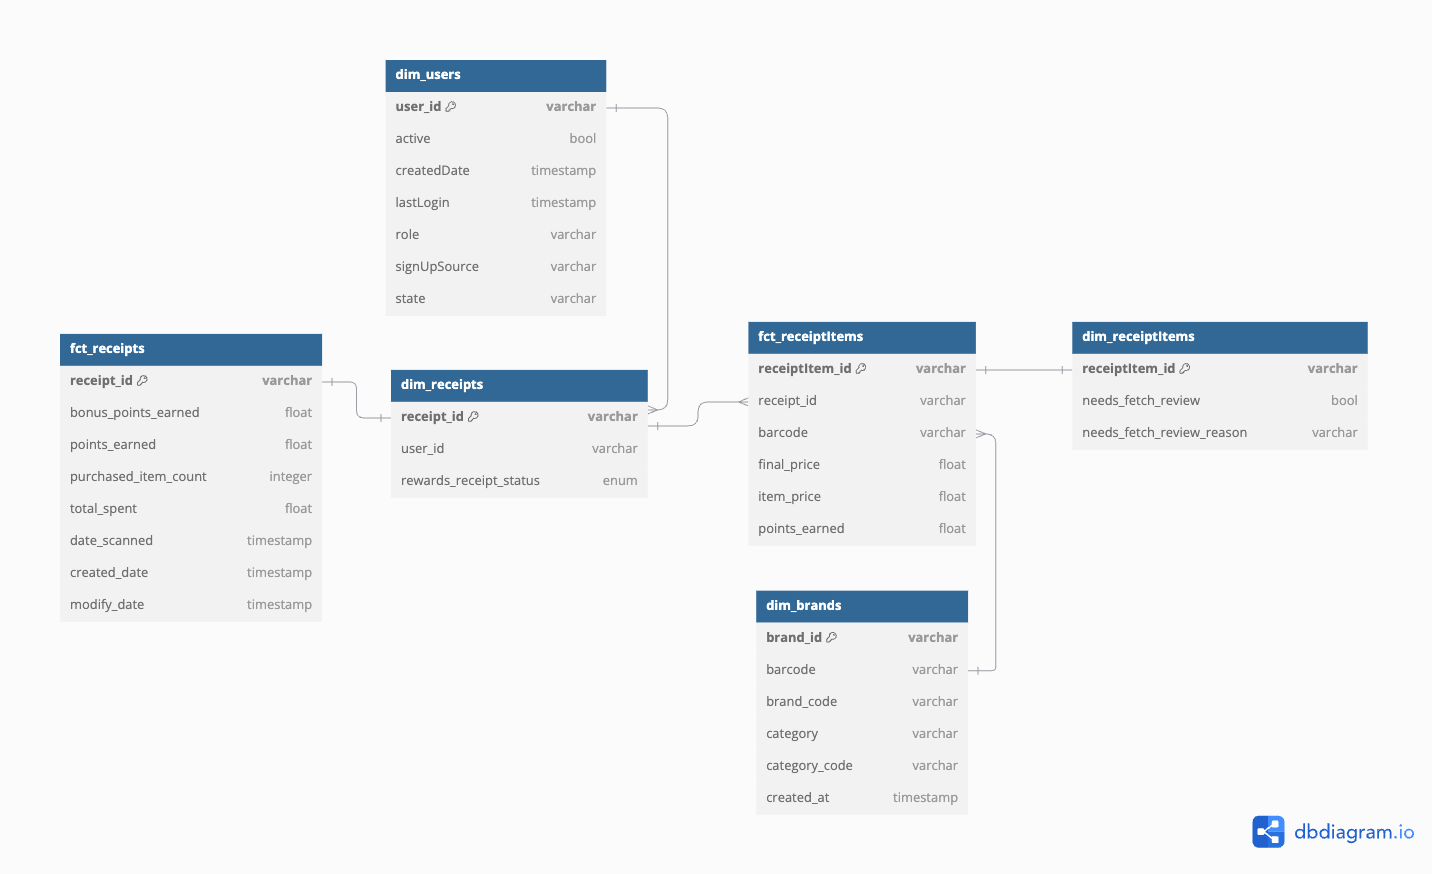 dim_users
user_id varchar
active bool
createdDate timestamp
lastLogin timestamp
role varchar
signUpSource varchar
state varchar
fct_receipts
receipt_id varchar
bonus_points_earned float
points_earned float
purchased_item_count integer
total_spent float
date_scanned timestamp
created_date timestamp
modify_date timestamp
dim_receipts
receipt_id varchar
user_id varchar
rewards_receipt_status enum
fct_receiptItems
receiptItem_id varchar
receipt_id varchar
barcode varchar
final_price float
item_price float
points_earned float
dim_receiptItems
receiptItem_id varchar
needs_fetch_review bool
needs_fetch_review_reason varchar
dim_brands
brand_id varchar
barcode varchar
brand_code varchar
category varchar
category_code varchar
created_at timestamp
dbdiagram.io